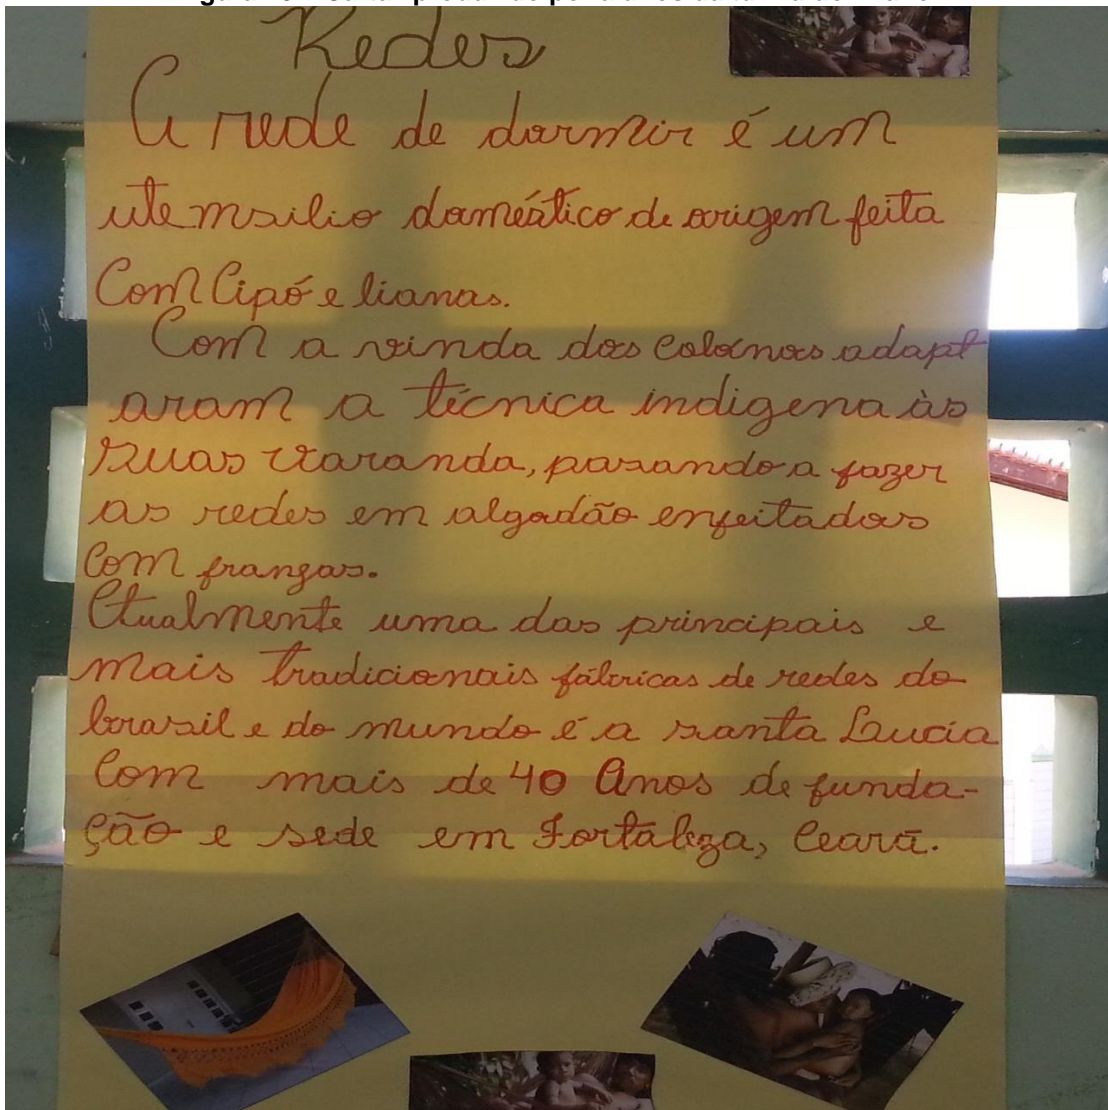 Redes
A rede de dormir é um
utemsilio doméstico de origem feita
Com Cipó e lianas.
Com a vinda dos colonos adapt
aram a técnica indigena às
suas varanda, pasando a fazer
as redes em algodão enfeitados
com franzas.
Atualmente uma das principais e
mais tradicionais fábricas de redes do
brasil e do mundo é a santa Laucia
Com mais de 40 Anos de funda-
ção e sede em Fortaleza, Ceará.